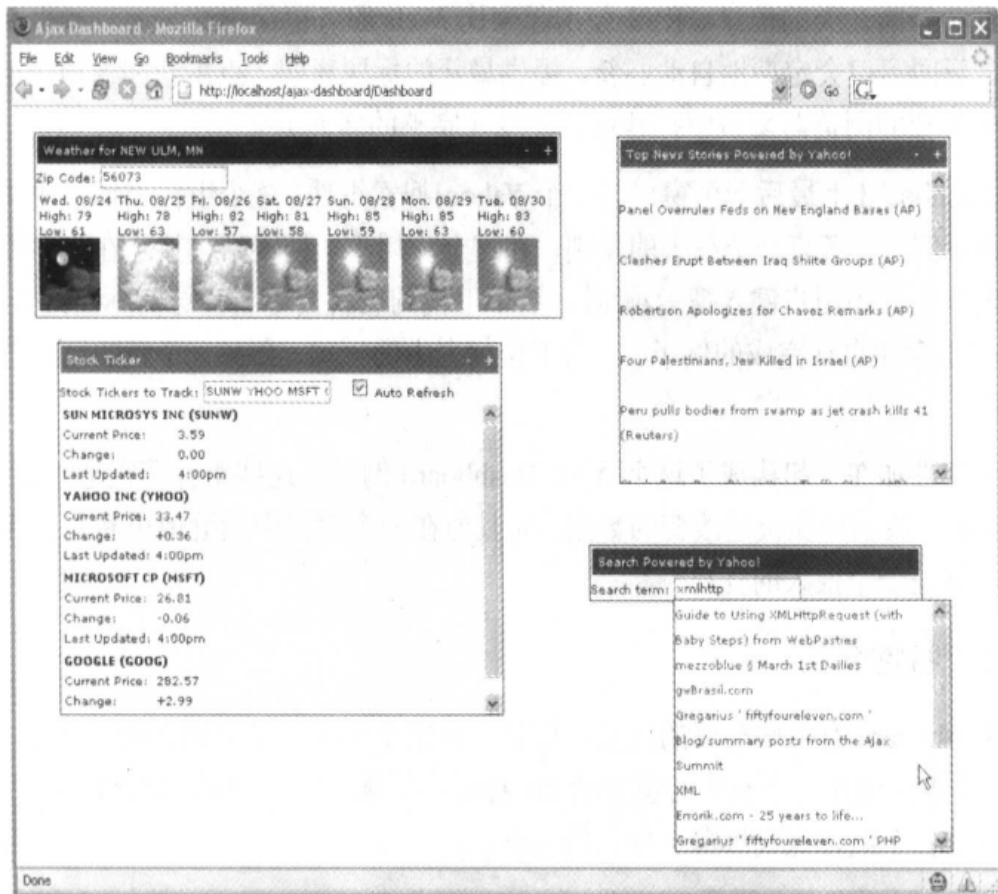 Ajax Dashboard - Mozilla Firefox
File Edit View Go Bookmarks Tools Help
http://localhost/ajax-dashboard/Dashboard
Go
Weather for NEW ULM, MN - +
Zip Code: 56073
Wed. 08/24 Thu. 08/25 Fri. 08/26 Sat. 08/27 Sun. 08/28 Mon. 08/29 Tue. 08/30
High: 79 High: 78 High: 82 High: 81 High: 85 High: 85 High: 83
Low: 61 Low: 63 Low: 57 Low: 58 Low: 59 Low: 63 Low: 60
Stock Ticker - +
Stock Tickers to Track: SUNW YHOO MSFT
Auto Refresh
SUN MICROSYS INC (SUNW)
Current Price: 3.59
Change: 0.00
Last Updated: 4:00pm
YAHOO INC (YHOO)
Current Price: 33.47
Change: +0.36
Last Updated: 4:00pm
MICROSOFT CP (MSFT)
Current Price: 26.81
Change: -0.06
Last Updated: 4:00pm
GOOGLE (GOOG)
Current Price: 282.57
Change: +2.99
Top News Stories Powered by Yahoo! - +
Panel Overrules Feds on New England Bases (AP)
Clashes Erupt Between Iraq Shiite Groups (AP)
Robertson Apologizes for Chavez Remarks (AP)
Four Palestinians, Jew Killed in Israel (AP)
Peru pulls bodies from swamp as jet crash kills 41
(Reuters)
Search Powered by Yahoo!
Search term: xmlhttp
Guide to Using XMLHttpRequest (with
Baby Steps) from WebPasties
mezzoblue § March 1st Dailies
gwBrasil.com
Gregarius ' fiftyfoureleven.com '
Blog/summary posts from the Ajax
Summit
XML
Errorik.com - 25 years to life...
Gregarius ' fiftyfoureleven.com ' PHP
Done